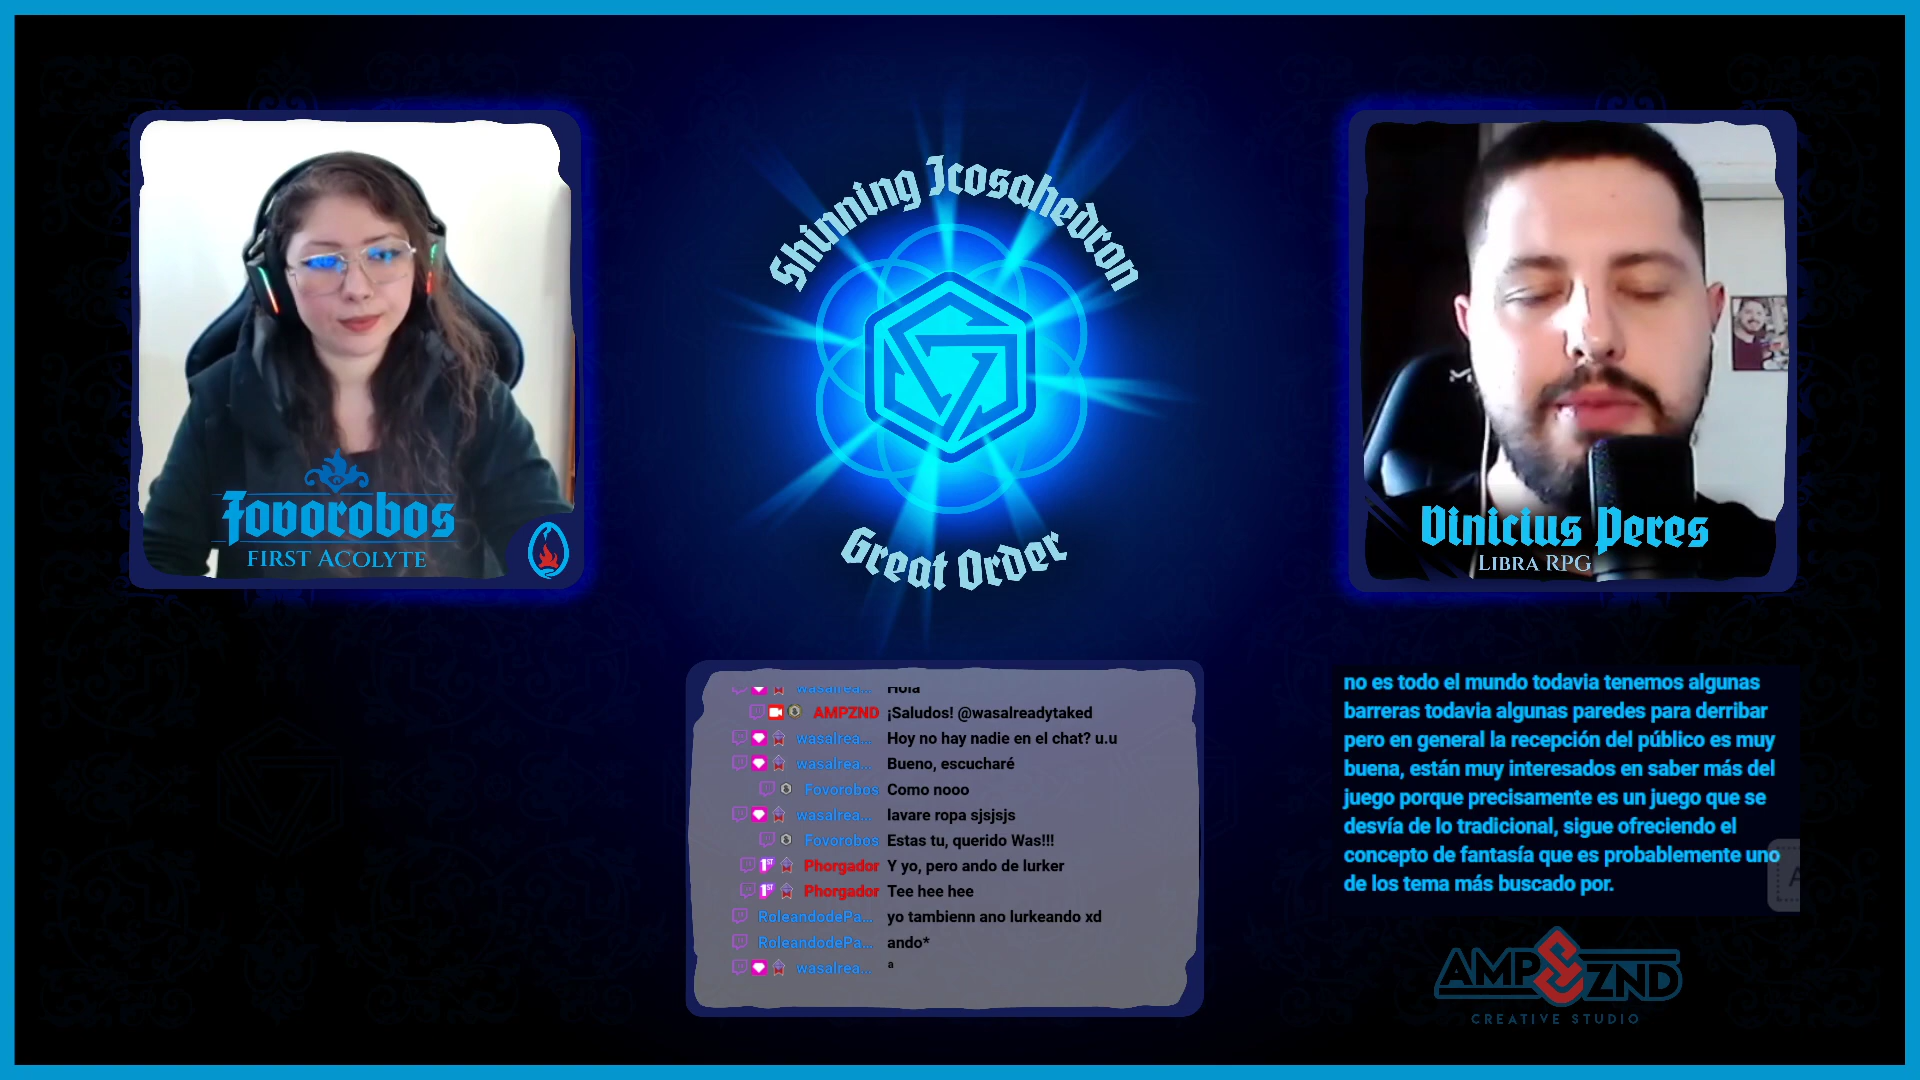 Shinning Icosahedron
Great Order
Fovorobos
FIRST ACOLYTE
Vinicius Peres
LIBRA RPG
wasalrea... Hola
AMPZND ¡Saludos! @wasalreadytaked
wasalrea... Hoy no hay nadie en el chat? u.u
wasalrea... Bueno, escucharé
Fovorobos Como nooo
wasalrea... lavare ropa sjsjsjs
Fovorobos Estas tu, querido Was!!!
1ST Phorgador Y yo, pero ando de lurker
1ST Phorgador Tee hee hee
RoleandodePa... yo tambienn ano lurkeando xd
RoleandodePa... ando*
wasalrea... a
no es todo el mundo todavia tenemos algunas
barreras todavia algunas paredes para derribar
pero en general la recepción del público es muy
buena, están muy interesados en saber más del
juego porque precisamente es un juego que se
desvía de lo tradicional, sigue ofreciendo el
concepto de fantasía que es probablemente uno
de los tema más buscado por.
AMP&ZND
CREATIVE STUDIO